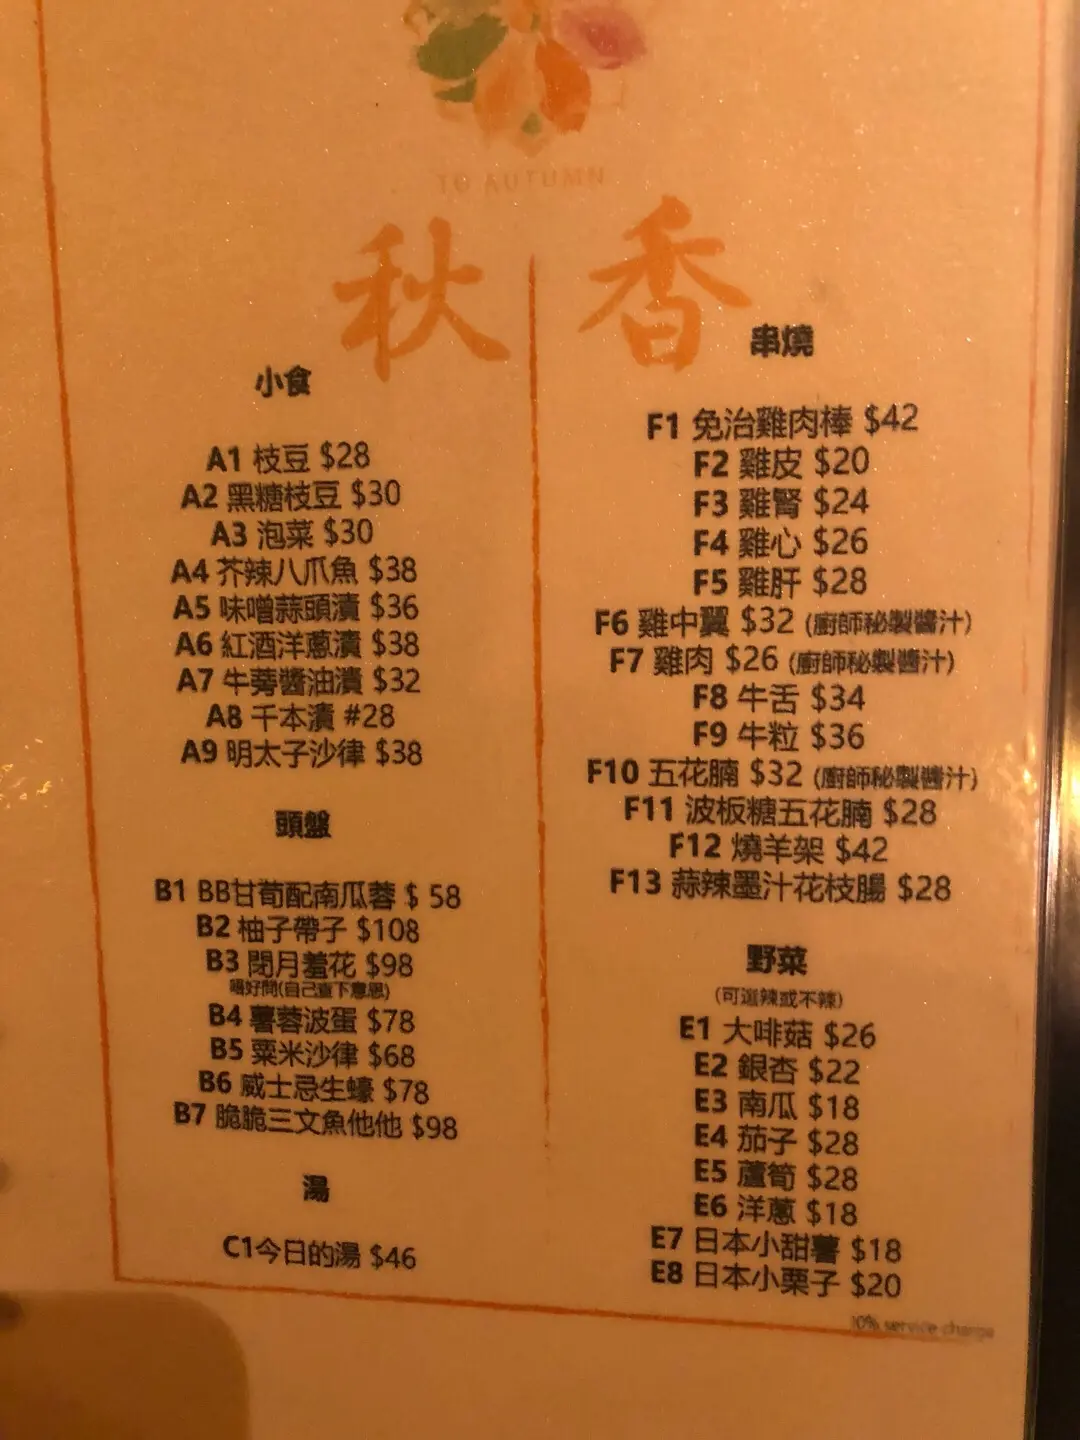 TO AUTUMN
秋香
小食
A1 枝豆 $28
A2 黑糖枝豆 $30
A3 泡菜 $30
A4 芥辣八爪魚 $38
A5 味噌蒜頭漬 $36
A6 紅酒洋蔥漬 $38
A7 牛蒡醬油漬 $32
A8 千本漬 #28
A9 明太子沙律 $38
頭盤
B1 BB甘荀配南瓜蓉 $ 58
B2 柚子帶子 $108
B3 閉月羞花 $98
唔好問(自己查下意思)
B4 薯蓉波蛋 $78
B5 粟米沙律 $68
B6 威士忌生蠔 $78
B7 脆脆三文魚他他 $98
湯
C1今日的湯 $46
串燒
F1 免治雞肉棒 $42
F2 雞皮 $20
F3 雞腎 $24
F4 雞心 $26
F5 雞肝 $28
F6 雞中翼 $32 (廚師秘製醬汁)
F7 雞肉 $26 (廚師秘製醬汁)
F8 牛舌 $34
F9 牛粒 $36
F10 五花腩 $32 (廚師秘製醬汁)
F11 波板糖五花腩 $28
F12 燒羊架 $42
F13 蒜辣墨汁花枝腸 $28
野菜
(可選辣或不辣)
E1 大啡菇 $26
E2 銀杏 $22
E3 南瓜 $18
E4 茄子 $28
E5 蘆筍 $28
E6 洋蔥 $18
E7 日本小甜薯 $18
E8 日本小栗子 $20
10% service charge